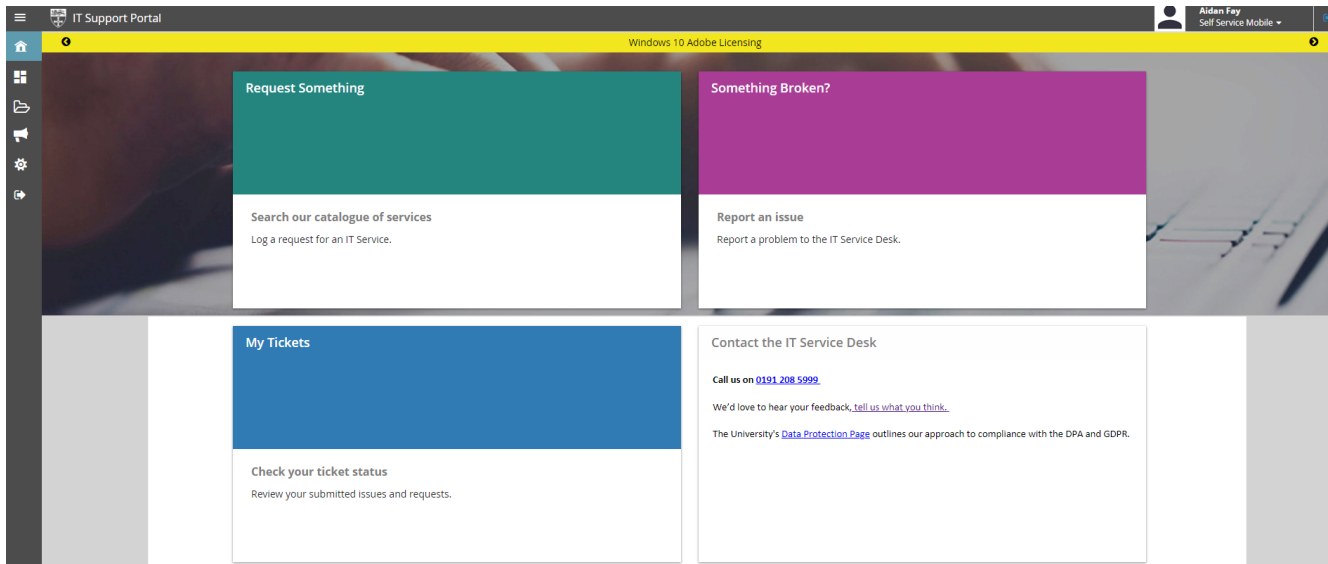 IT Support Portal
Aidan Fay
Self Service Mobile
Windows 10 Adobe Licensing
Request Something
Something Broken?
Search our catalogue of services
Log a request for an IT Service.
Report an issue
Report a problem to the IT Service Desk.
My Tickets
Contact the IT Service Desk
Call us on 0191 208 5999
We'd love to hear your feedback, tell us what you think.
The University's Data Protection Page outlines our approach to compliance with the DPA and GDPR.
Check your ticket status
Review your submitted issues and requests.